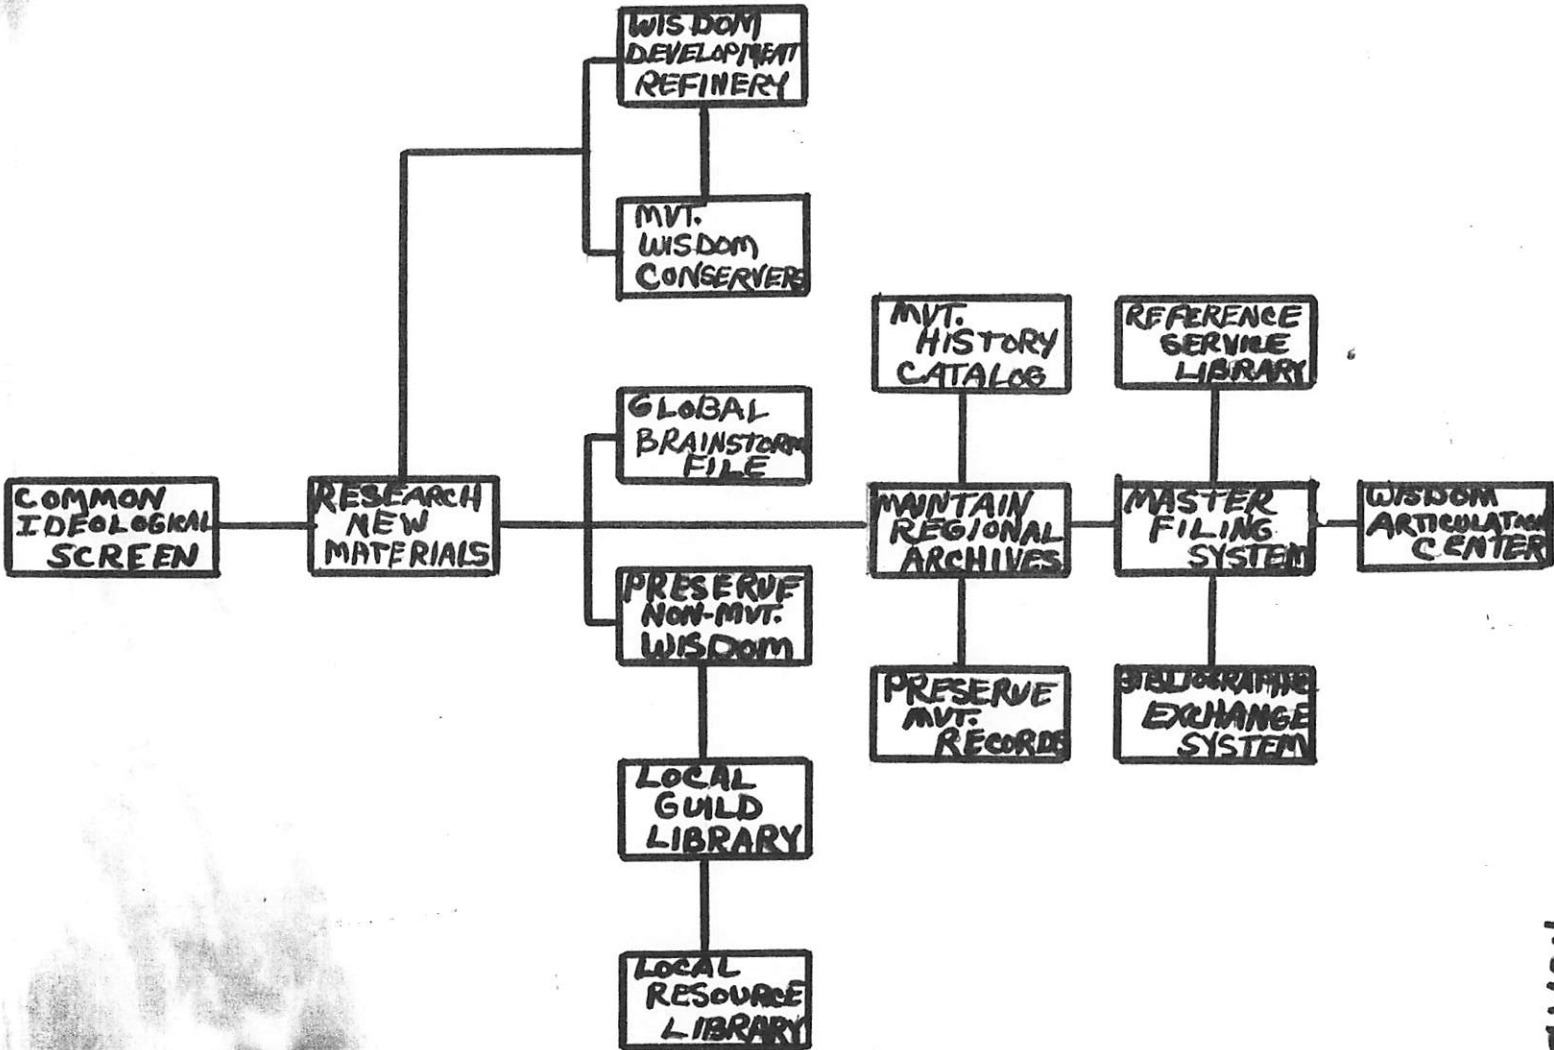 WISDOM
DEVELOPMENT
REFINERY
MVT.
WISDOM
CONSERVERS
MVT.
HISTORY
CATALOG
REFERENCE
SERVICE
LIBRARY
GLOBAL
BRAINSTORM
FILE
COMMON
IDEOLOGICAL
SCREEN
RESEARCH
NEW
MATERIALS
MAINTAIN
REGIONAL
ARCHIVES
MASTER
FILING
SYSTEM
WISDOM
ARTICULATION
CENTER
PRESERVE
NON-MVT.
WISDOM
PRESERVE
MVT.
RECORDS
BIBLIOGRAPHIC
EXCHANGE
SYSTEM
LOCAL
GUILD
LIBRARY
LOCAL
RESOURCE
LIBRARY